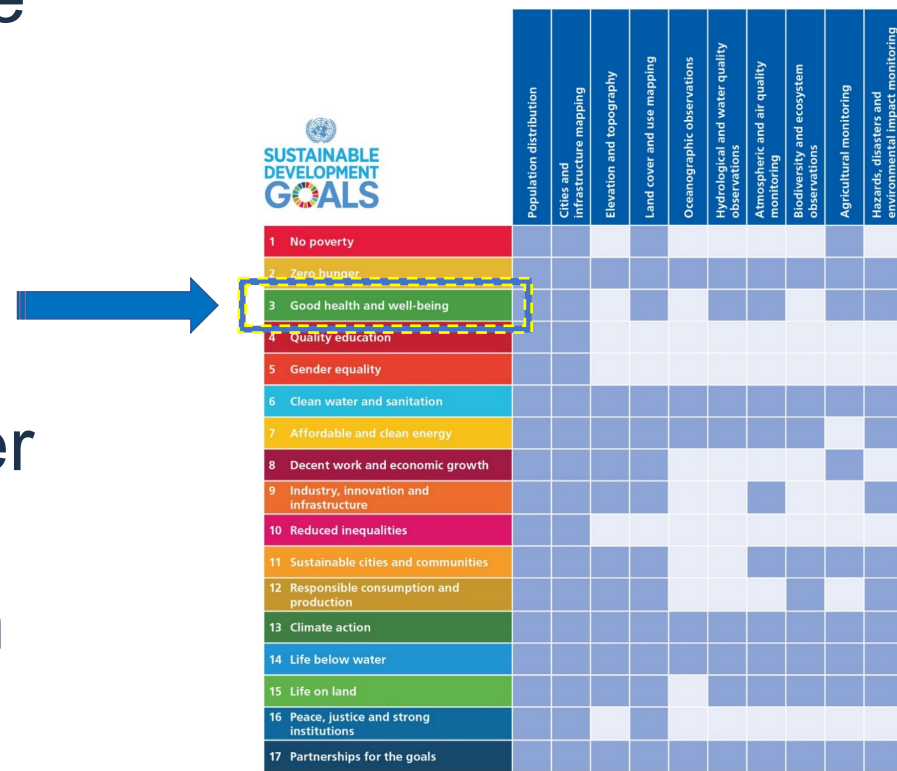 e
er
n
SUSTAINABLE
DEVELOPMENT
GOALS
Population distribution
Cities and
infrastructure mapping
Elevation and topography
Land cover and use mapping
Oceanographic observations
Hydrological and water quality
observations
Atmospheric and air quality
monitoring
Biodiversity and ecosystem
observations
Agricultural monitoring
Hazards, disasters and
environmental impact monitoring
1 No poverty
2 Zero hunger
3 Good health and well-being
4 Quality education
5 Gender equality
6 Clean water and sanitation
7 Affordable and clean energy
8 Decent work and economic growth
9 Industry, innovation and
infrastructure
10 Reduced inequalities
11 Sustainable cities and communities
12 Responsible consumption and
production
13 Climate action
14 Life below water
15 Life on land
16 Peace, justice and strong
institutions
17 Partnerships for the goals